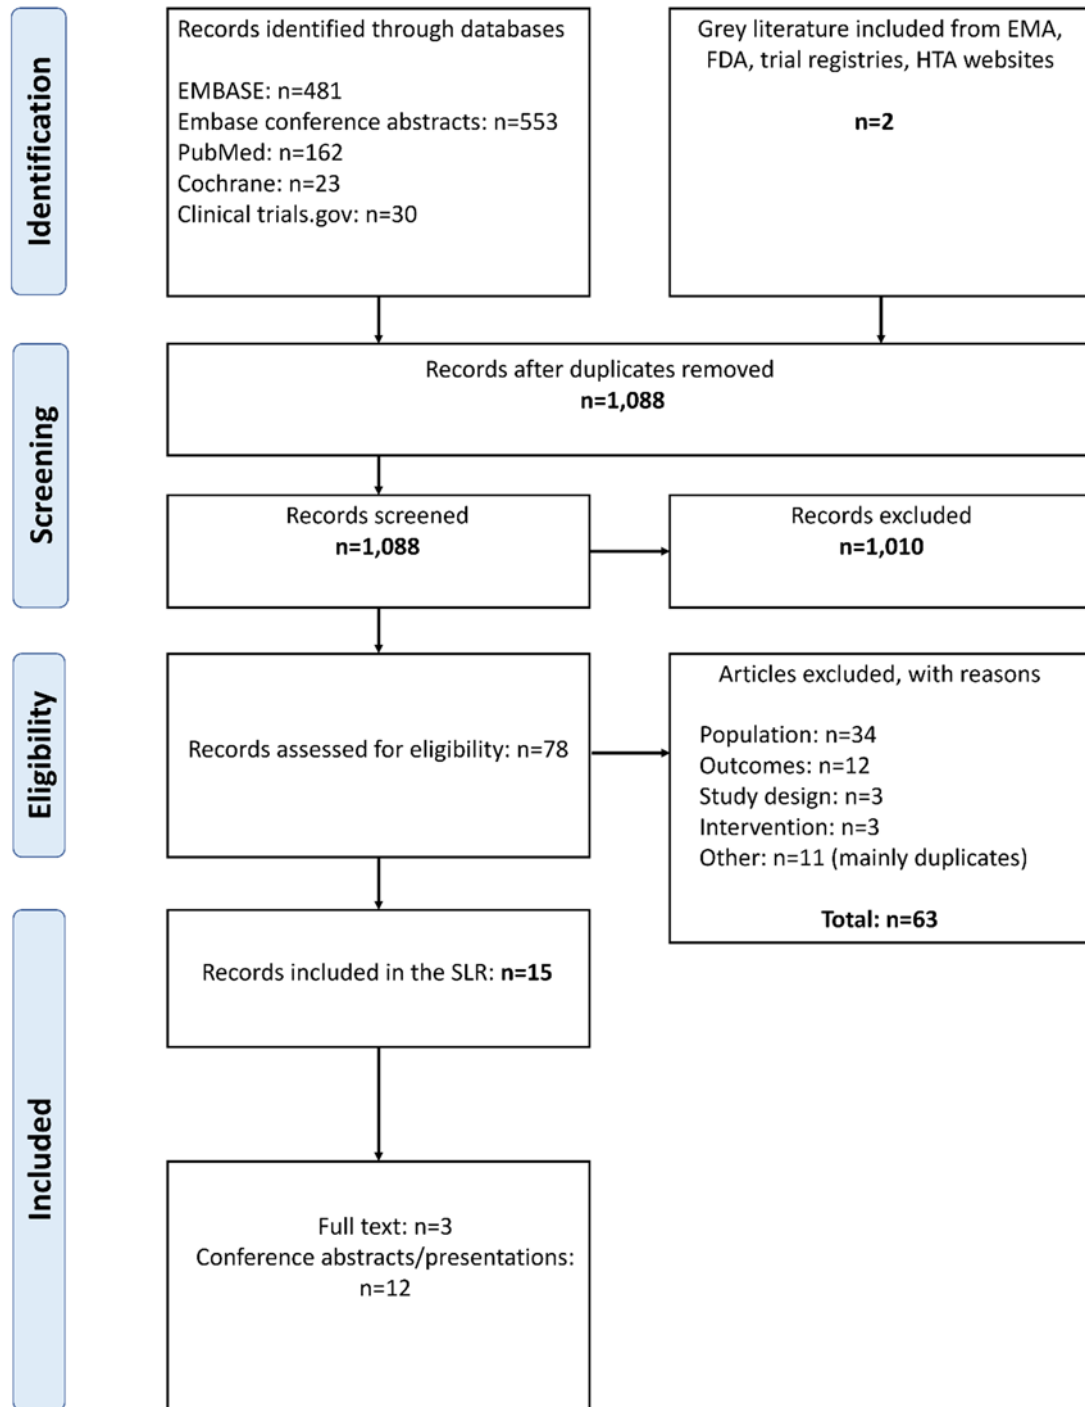 Identification
Records identified through databases
EMBASE: n=481
Embase conference abstracts: n=553
PubMed: n=162
Cochrane: n=23
Clinical trials.gov: n=30
Grey literature included from EMA,
FDA, trial registries, HTA websites
n=2
Screening
Records after duplicates removed
n=1,088
Records screened
n=1,088
Records excluded
n=1,010
Eligibility
Records assessed for eligibility: n=78
Articles excluded, with reasons
Population: n=34
Outcomes: n=12
Study design: n=3
Intervention: n=3
Other: n=11 (mainly duplicates)
Total: n=63
Included
Records included in the SLR: n=15
Full text: n=3
Conference abstracts/presentations:
n=12